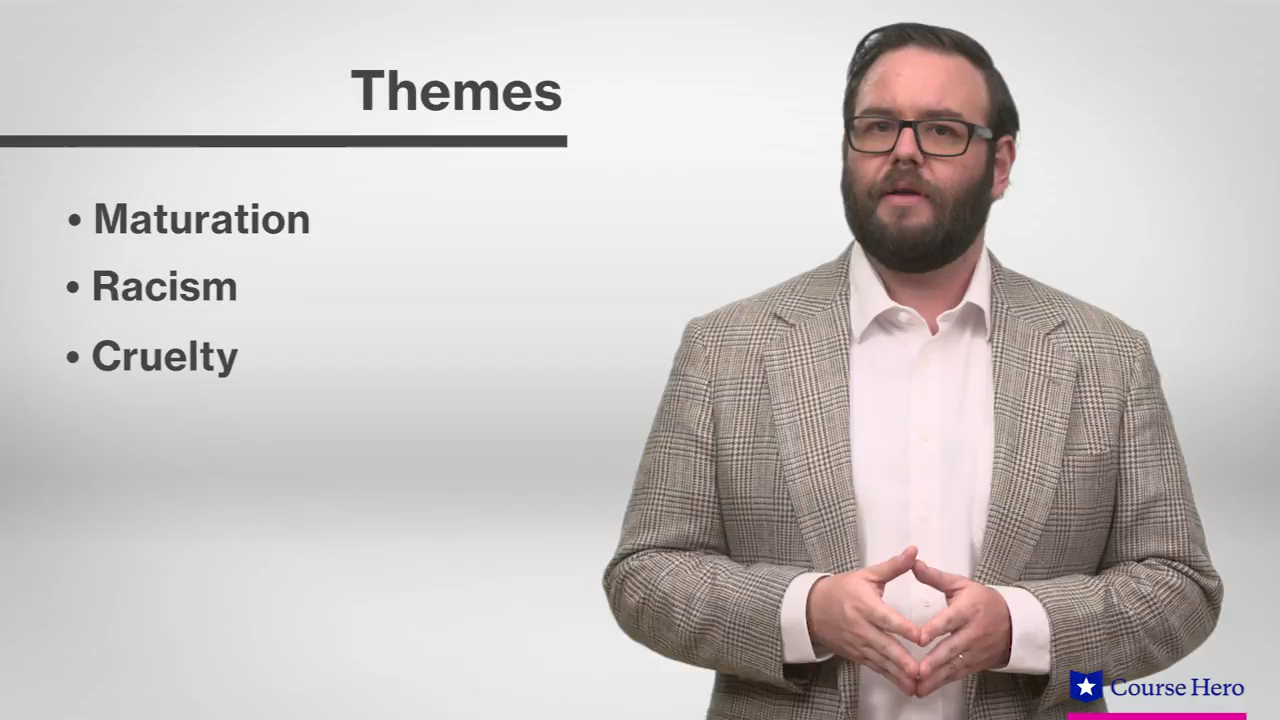 Themes
• Maturation
• Racism
• Cruelty
Course Hero